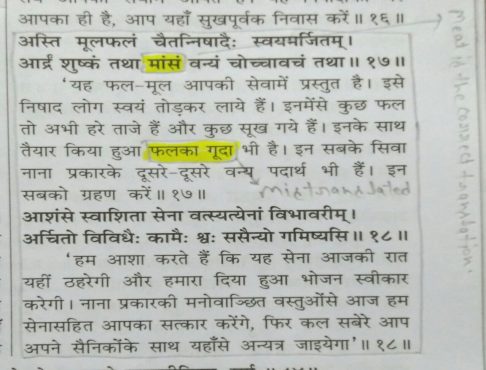 आपका ही है, आप यहाँ सुखपूर्वक निवास करें॥ १६॥
अस्ति मूलफलं चैतन्निषादैः स्वयमर्जितम्।
आर्द्रं शुष्कं तथा मांसं वन्यं चोच्चावचं तथा॥ १७॥
‘यह फल-मूल आपकी सेवामें प्रस्तुत है। इसे
निषाद लोग स्वयं तोड़कर लाये हैं। इनमेंसे कुछ फल
तो अभी हरे ताजे हैं और कुछ सूख गये हैं। इनके साथ
तैयार किया हुआ फलका गूदा भी है। इन सबके सिवा
नाना प्रकारके दूसरे-दूसरे वन्य पदार्थ भी हैं। इन
सबको ग्रहण करें॥ १७॥
Mistranslated
आशंसे स्वाशिता सेना वत्स्यत्येनां विभावरीम्।
अर्चितो विविधैः कामैः श्वः ससैन्यो गमिष्यसि॥ १८॥
‘हम आशा करते हैं कि यह सेना आजकी रात
यहीं ठहरेगी और हमारा दिया हुआ भोजन स्वीकार
करेगी। नाना प्रकारकी मनोवाञ्छित वस्तुओंसे आज हम
सेनासहित आपका सत्कार करेंगे, फिर कल सबेरे आप
अपने सैनिकोंके साथ यहाँसे अन्यत्र जाइयेगा’॥ १८॥
Meat is the correct translation'